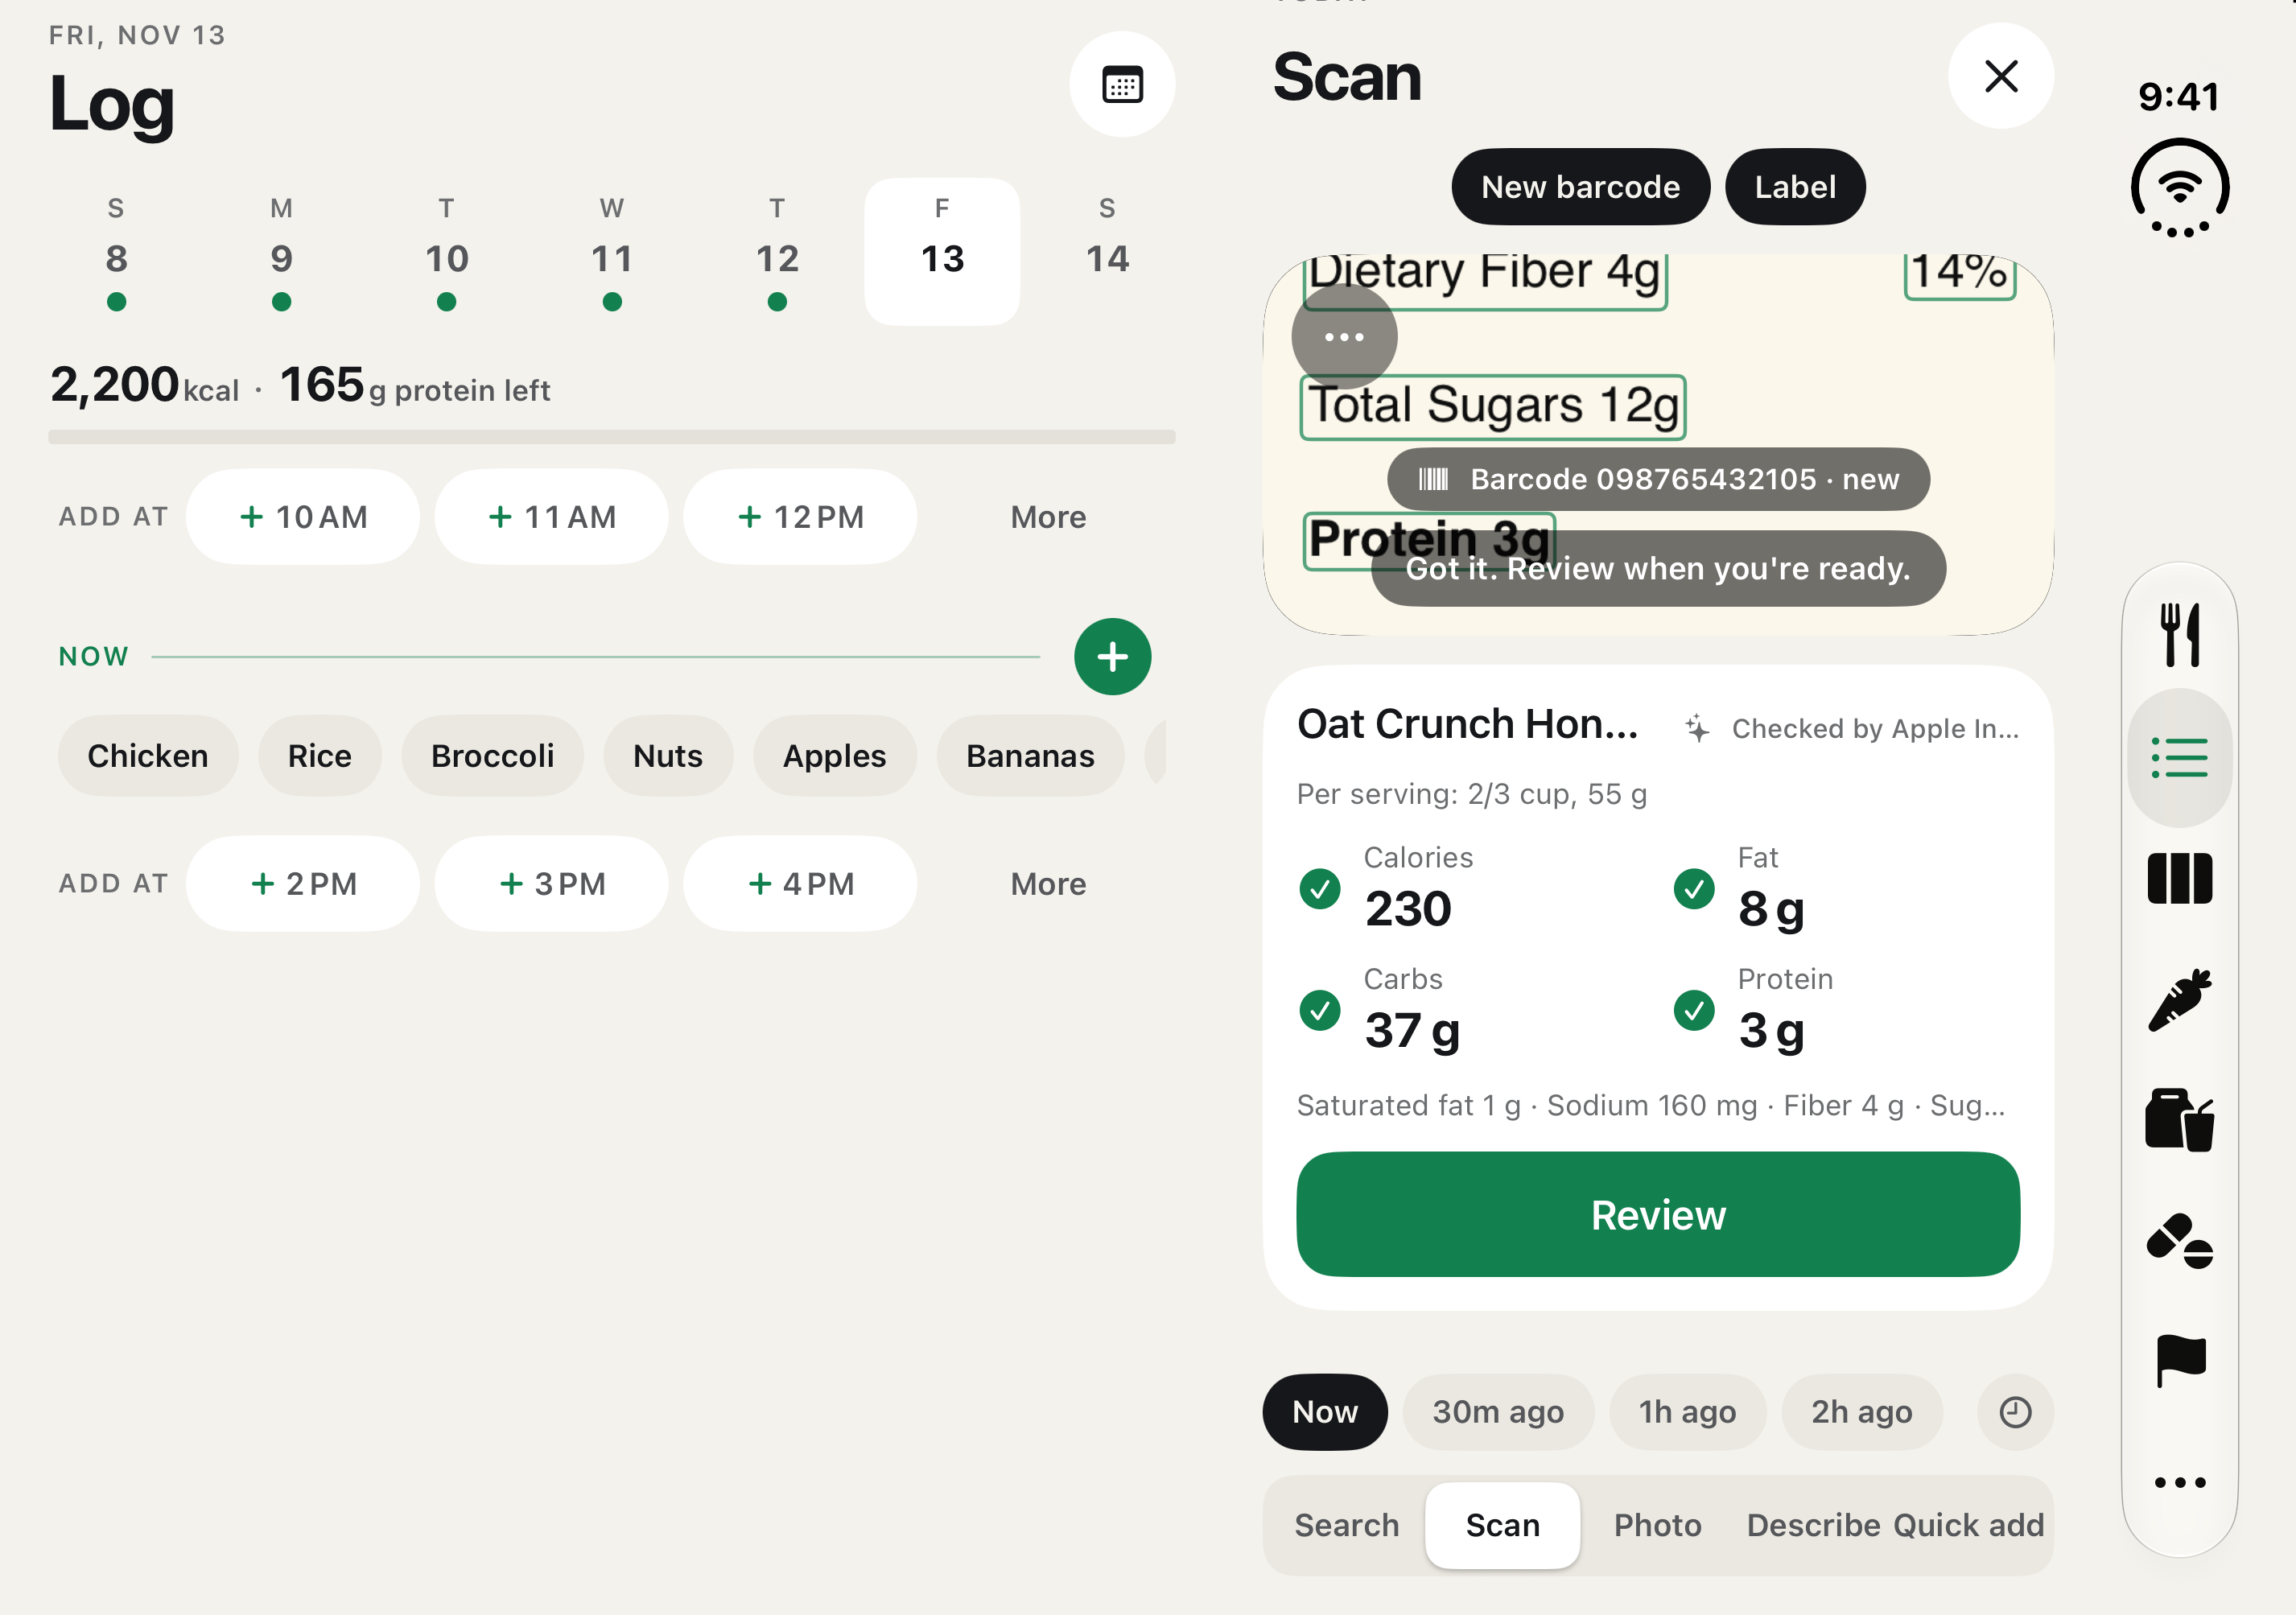 FRI, NOV 13
Log
S M T W T F S
8 9 10 11 12 13 14
2,200 kcal · 165 g protein left
ADD AT + 10 AM + 11 AM + 12 PM More
NOW
Chicken Rice Broccoli Nuts Apples Bananas
ADD AT + 2 PM + 3 PM + 4 PM More
Scan
New barcode Label
Dietary Fiber 4g 14%
Total Sugars 12g
Barcode 098765432105 · new
Protein 3g
Got it. Review when you're ready.
Oat Crunch Hon... Checked by Apple In...
Per serving: 2/3 cup, 55 g
Calories Fat
230 8 g
Carbs Protein
37 g 3 g
Saturated fat 1 g · Sodium 160 mg · Fiber 4 g · Sug...
Review
Now 30m ago 1h ago 2h ago
Search Scan Photo Describe Quick add
9:41